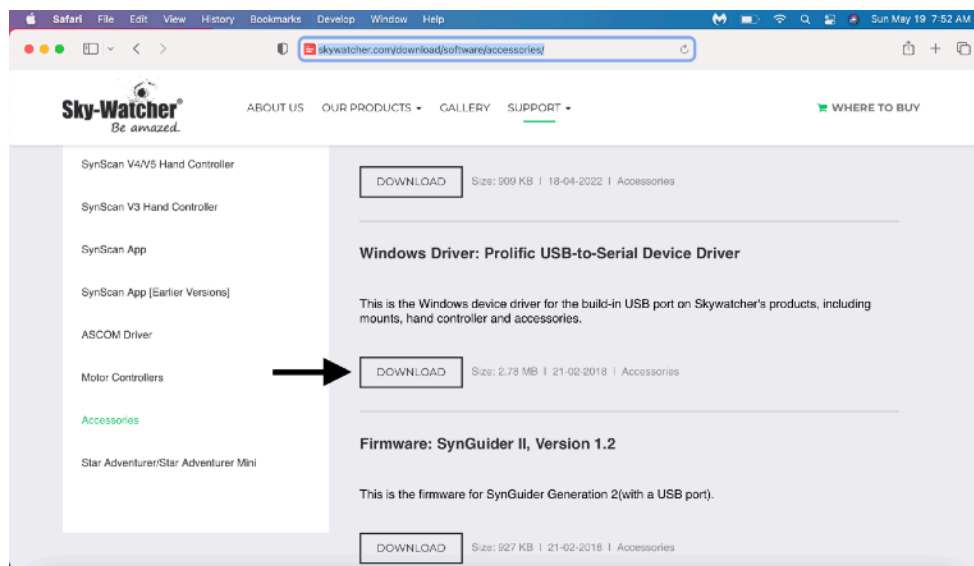 Safari File Edit View History Bookmarks Develop Window Help Sun May 19 7:52 AM
skywatcher.com/download/software/accessories/
Sky-Watcher®
Be amazed.
ABOUT US OUR PRODUCTS GALLERY SUPPORT WHERE TO BUY
SynScan V4/V5 Hand Controller
SynScan V3 Hand Controller
SynScan App
SynScan App [Earlier Versions]
ASCOM Driver
Motor Controllers
Accessories
Star Adventurer/Star Adventurer Mini
DOWNLOAD Size: 909 KB | 18-04-2022 | Accessories
Windows Driver: Prolific USB-to-Serial Device Driver
This is the Windows device driver for the build-in USB port on Skywatcher's products, including
mounts, hand controller and accessories.
DOWNLOAD Size: 2.78 MB | 21-02-2018 | Accessories
Firmware: SynGuider II, Version 1.2
This is the firmware for SynGuider Generation 2(with a USB port).
DOWNLOAD Size: 927 KB | 21-02-2018 | Accessories